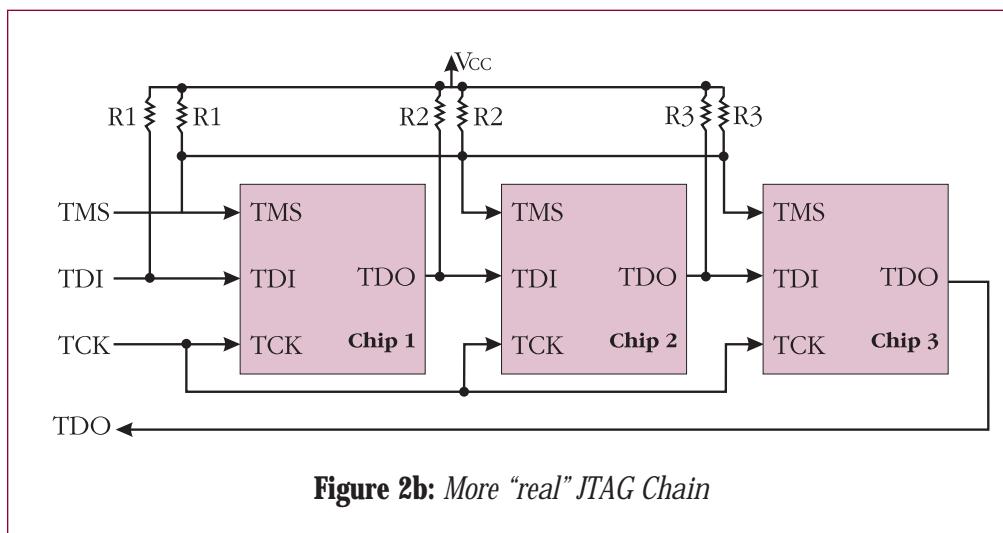 VCC
R1 R1 R2 R2 R3 R3
TMS TMS TMS TMS
TDI TDI TDO TDI TDO TDI TDO
TCK TCK Chip 1 TCK Chip 2 TCK Chip 3
TDO
Figure 2b: More “real” JTAG Chain